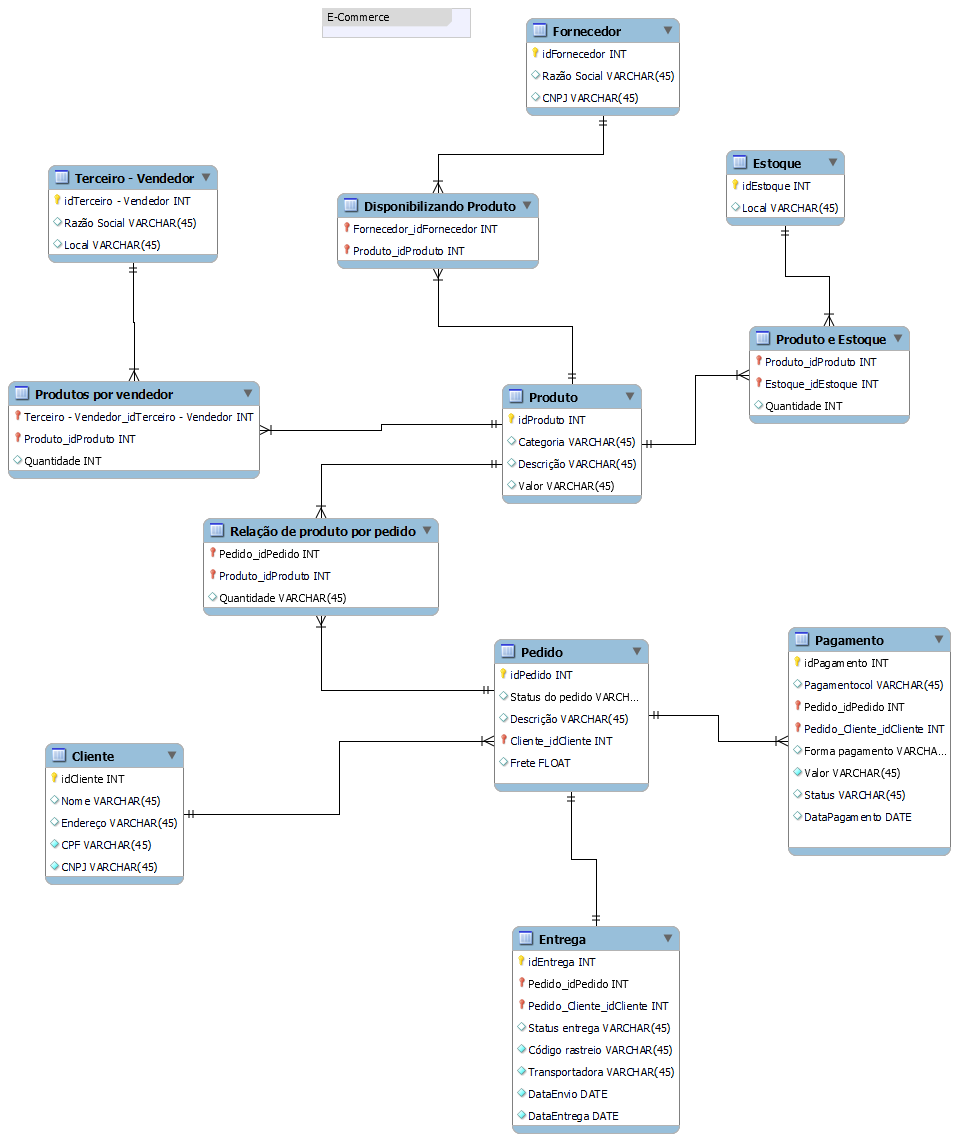 E-Commerce
Fornecedor
idFornecedor INT
Razão Social VARCHAR(45)
CNPJ VARCHAR(45)
Terceiro - Vendedor
idTerceiro - Vendedor INT
Razão Social VARCHAR(45)
Local VARCHAR(45)
Disponibilizando Produto
Fornecedor_idFornecedor INT
Produto_idProduto INT
Estoque
idEstoque INT
Local VARCHAR(45)
Produto e Estoque
Produto_idProduto INT
Estoque_idEstoque INT
Quantidade INT
Produtos por vendedor
Terceiro - Vendedor_idTerceiro - Vendedor INT
Produto_idProduto INT
Quantidade INT
Produto
idProduto INT
Categoria VARCHAR(45)
Descrição VARCHAR(45)
Valor VARCHAR(45)
Relação de produto por pedido
Pedido_idPedido INT
Produto_idProduto INT
Quantidade VARCHAR(45)
Pedido
idPedido INT
Status do pedido VARCH...
Descrição VARCHAR(45)
Cliente_idCliente INT
Frete FLOAT
Pagamento
idPagamento INT
Pagamentocol VARCHAR(45)
Pedido_idPedido INT
Pedido_Cliente_idCliente INT
Forma pagamento VARCHA...
Valor VARCHAR(45)
Status VARCHAR(45)
DataPagamento DATE
Cliente
idCliente INT
Nome VARCHAR(45)
Endereço VARCHAR(45)
CPF VARCHAR(45)
CNPJ VARCHAR(45)
Entrega
idEntrega INT
Pedido_idPedido INT
Pedido_Cliente_idCliente INT
Status entrega VARCHAR(45)
Código rastreio VARCHAR(45)
Transportadora VARCHAR(45)
DataEnvio DATE
DataEntrega DATE